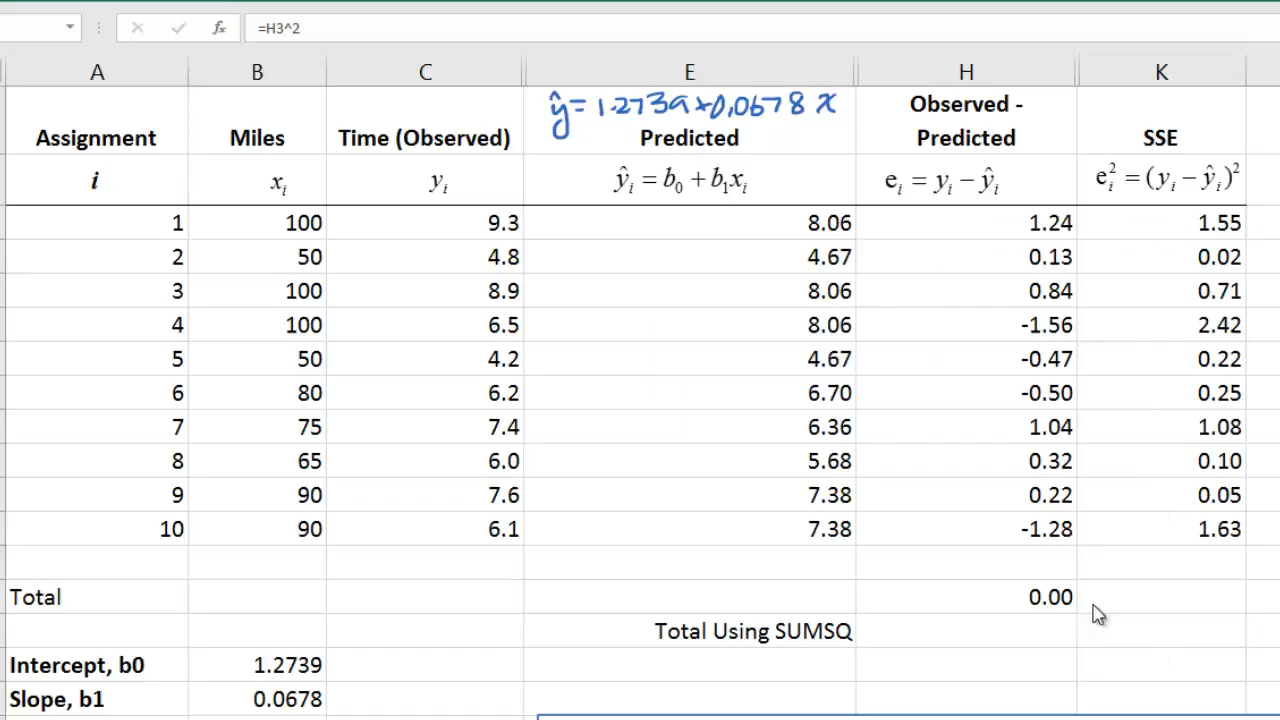 =H3^2
A B C E H K
ŷ = 1.2739+0.0678 x
Observed -
Assignment Miles Time (Observed) Predicted Predicted SSE
i xᵢ yᵢ ŷᵢ = b₀ + b₁xᵢ eᵢ = yᵢ − ŷᵢ eᵢ² = (yᵢ − ŷᵢ)²
1 100 9.3 8.06 1.24 1.55
2 50 4.8 4.67 0.13 0.02
3 100 8.9 8.06 0.84 0.71
4 100 6.5 8.06 -1.56 2.42
5 50 4.2 4.67 -0.47 0.22
6 80 6.2 6.70 -0.50 0.25
7 75 7.4 6.36 1.04 1.08
8 65 6.0 5.68 0.32 0.10
9 90 7.6 7.38 0.22 0.05
10 90 6.1 7.38 -1.28 1.63
Total 0.00
Total Using SUMSQ
Intercept, b0 1.2739
Slope, b1 0.0678